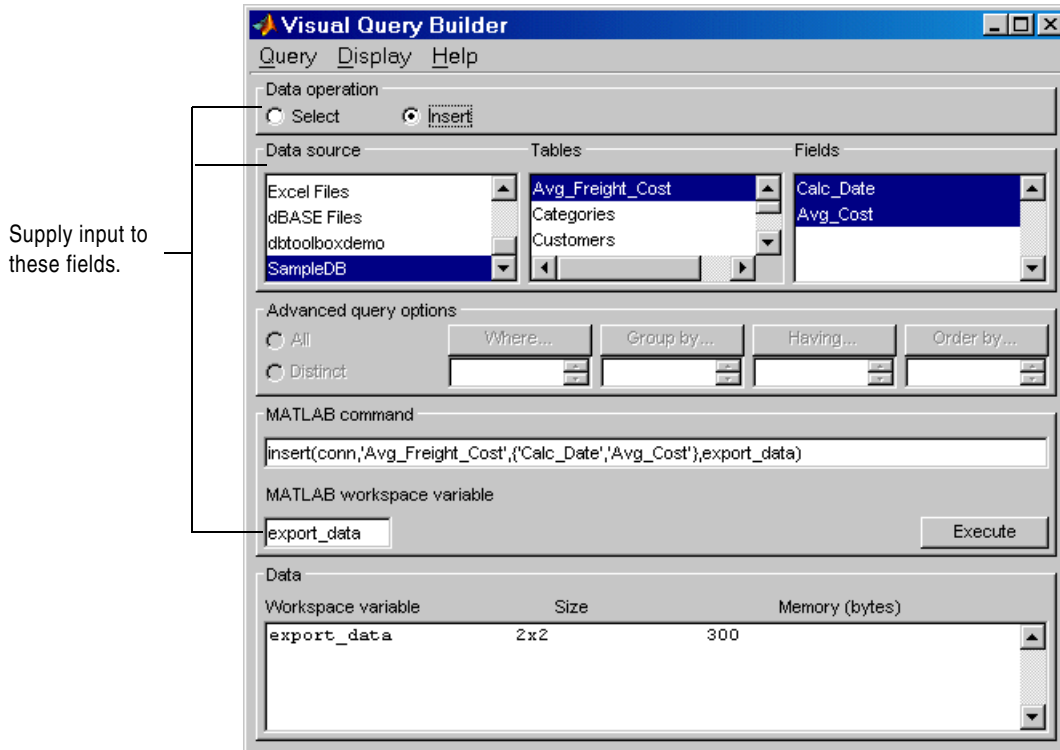 Visual Query Builder
Query Display Help
Data operation
Select Insert
Data source Tables Fields
Excel Files
dBASE Files
dbtoolboxdemo
SampleDB
Avg_Freight_Cost
Categories
Customers
Calc_Date
Avg_Cost
Supply input to
these fields.
Advanced query options
All Where... Group by... Having... Order by...
Distinct
MATLAB command
insert(conn,'Avg_Freight_Cost',{'Calc_Date','Avg_Cost'},export_data)
MATLAB workspace variable
export_data Execute
Data
Workspace variable Size Memory (bytes)
export_data 2x2 300